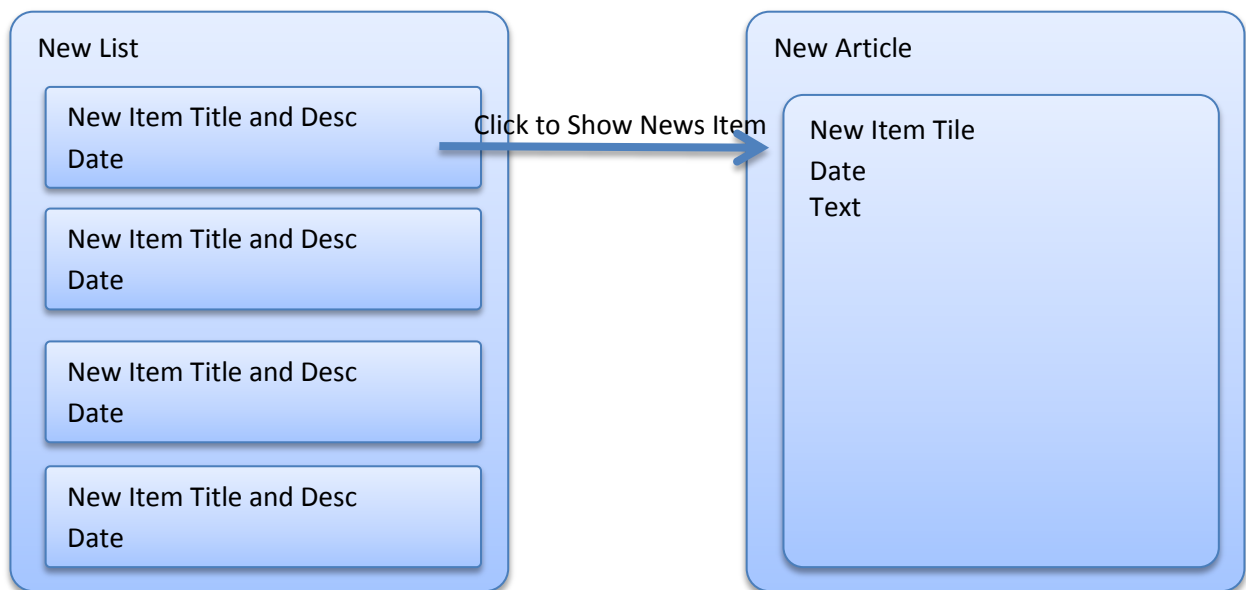 New List
New Item Title and Desc
Date
New Item Title and Desc
Date
New Item Title and Desc
Date
New Item Title and Desc
Date
Click to Show News Item
New Article
New Item Tile
Date
Text